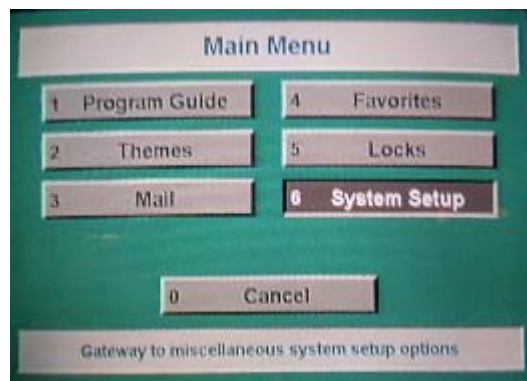 Main Menu
1 Program Guide
4 Favorites
2 Themes
5 Locks
3 Mail
6 System Setup
0 Cancel
Gateway to miscellaneous system setup options